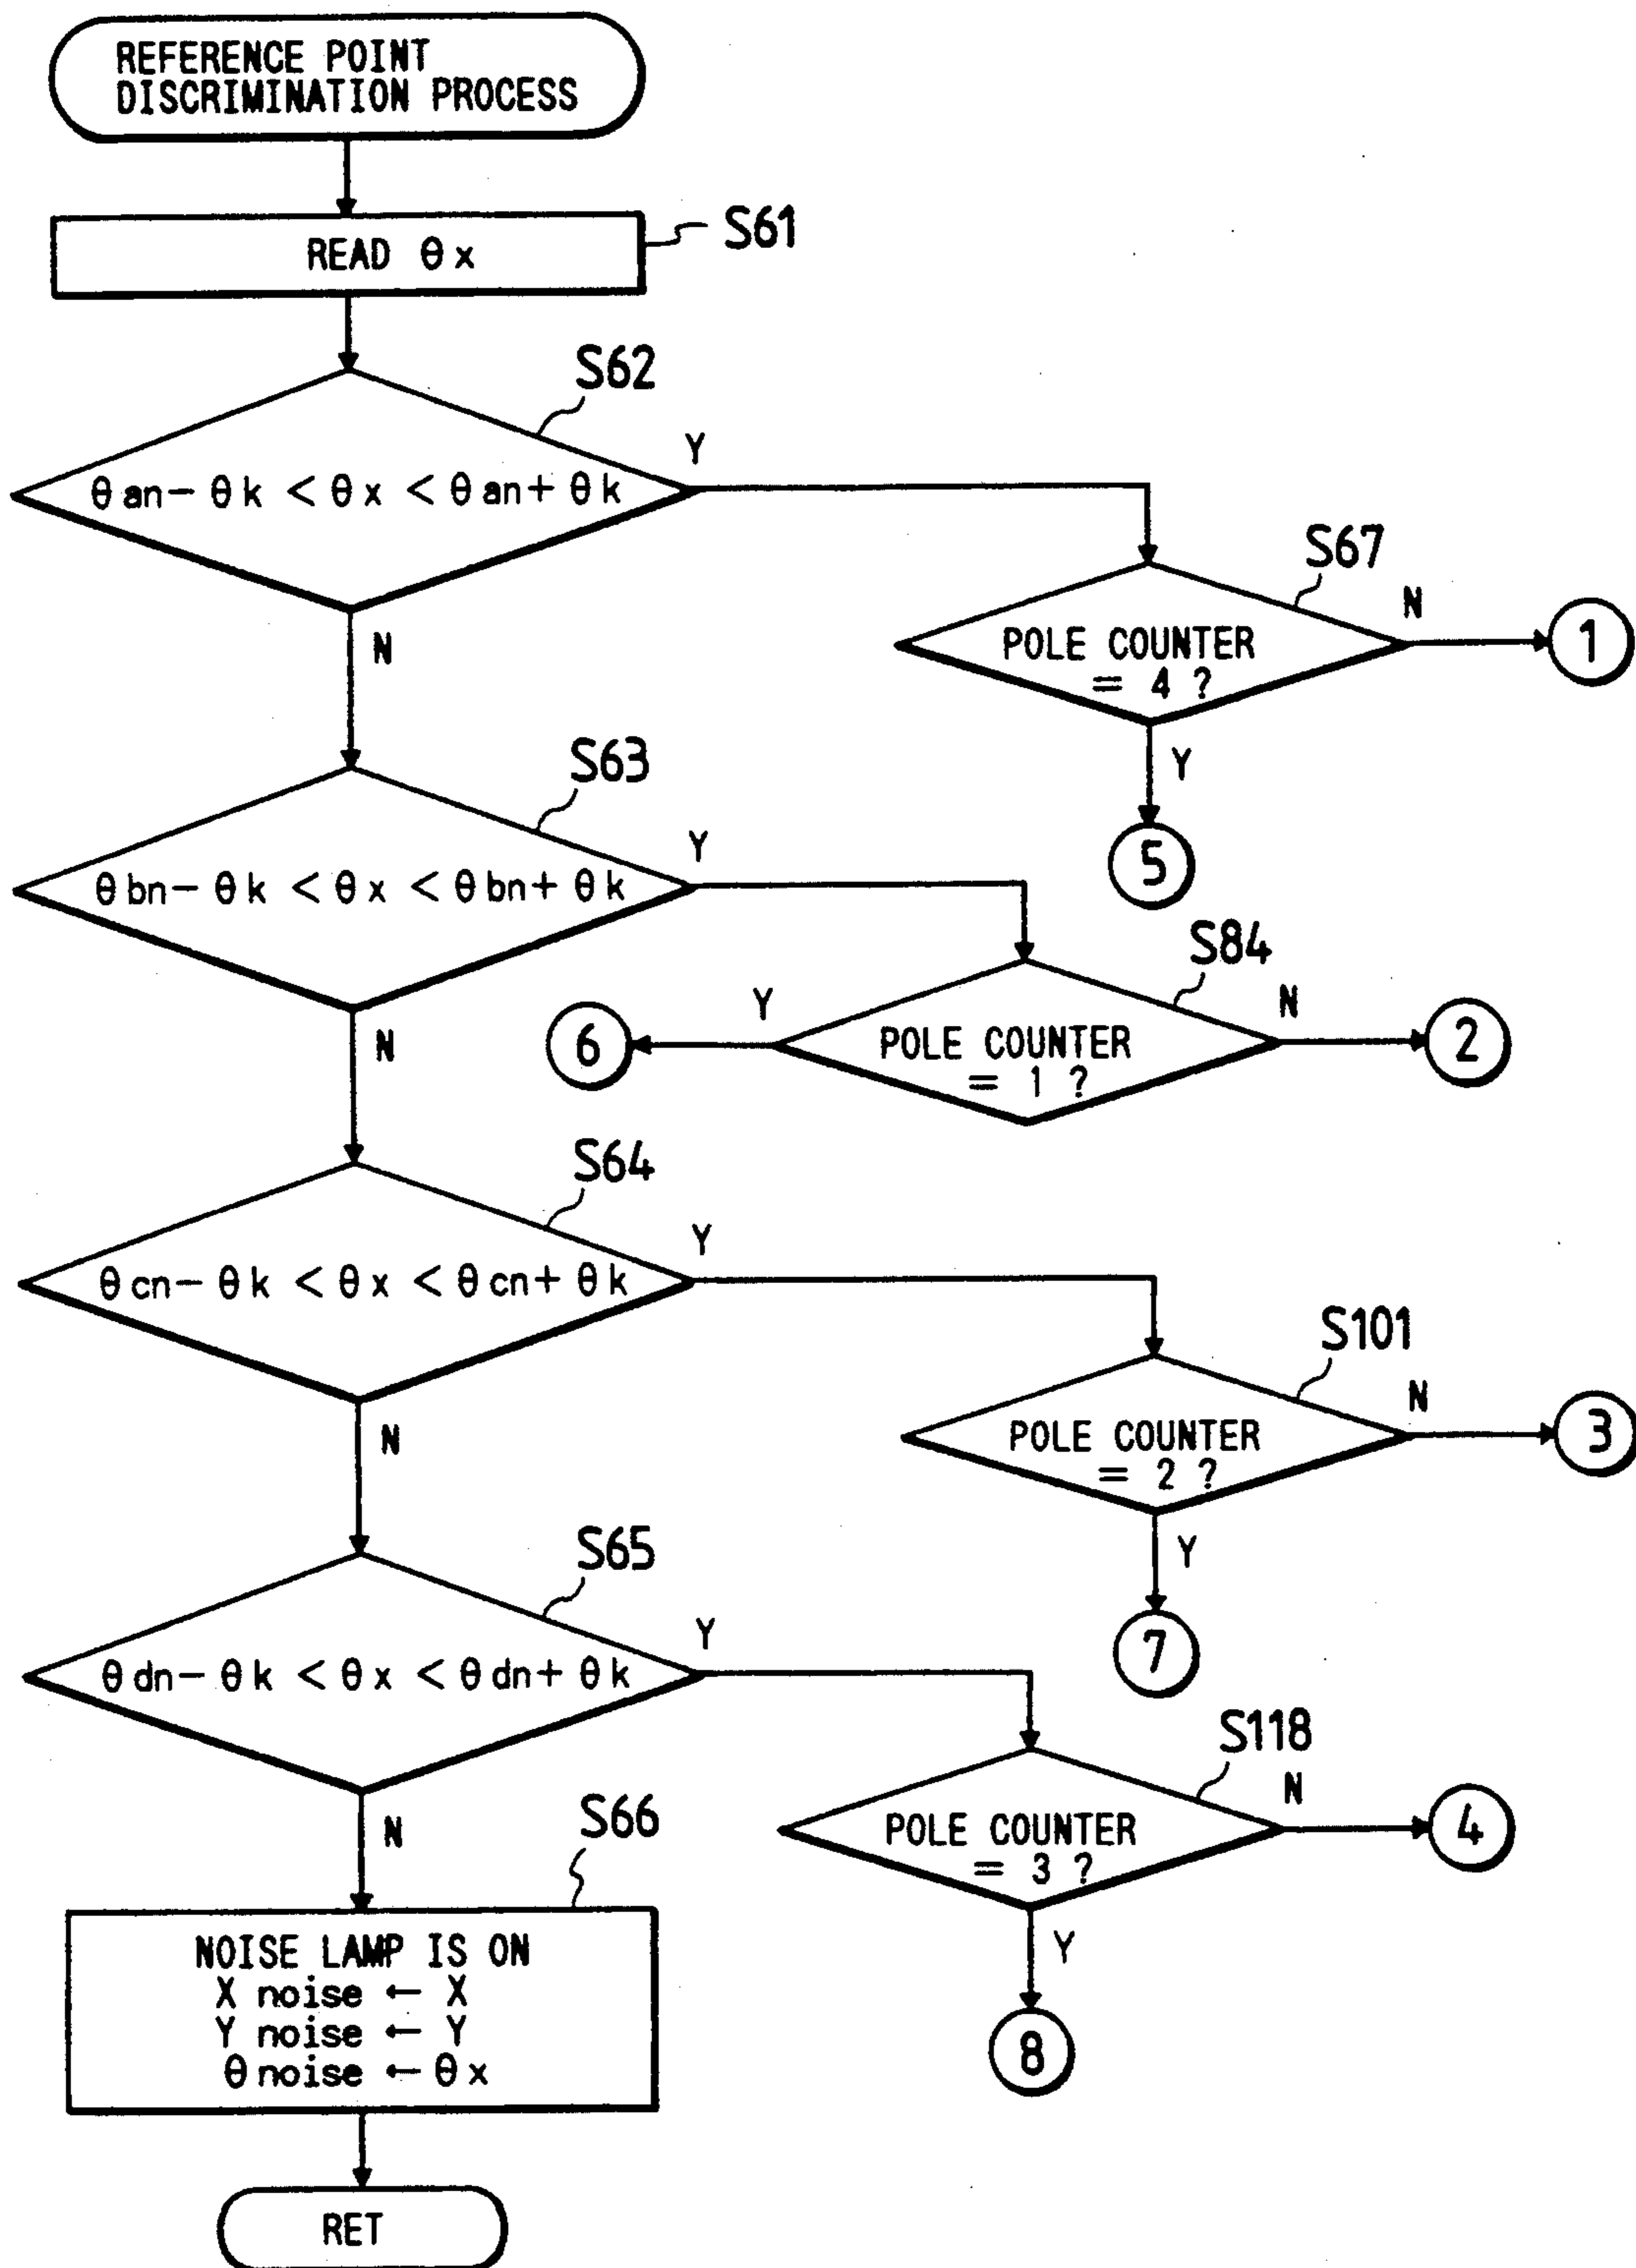 REFERENCE POINT
DISCRIMINATION PROCESS
READ θx
S61
S62
θan−θk <θx <θan+θk
Y
N
S67
POLE COUNTER
= 4 ?
N
1
Y
5
S63
θbn−θk <θx <θbn+θk
Y
N
S84
POLE COUNTER
= 1 ?
Y
6
N
2
S64
θcn−θk <θx <θcn+θk
Y
N
S101
POLE COUNTER
= 2 ?
N
3
Y
7
S65
θdn−θk <θx <θdn+θk
Y
N
S118
POLE COUNTER
= 3 ?
N
4
Y
8
S66
NOISE LAMP IS ON
X noise ← X
Y noise ← Y
θnoise ← θx
RET